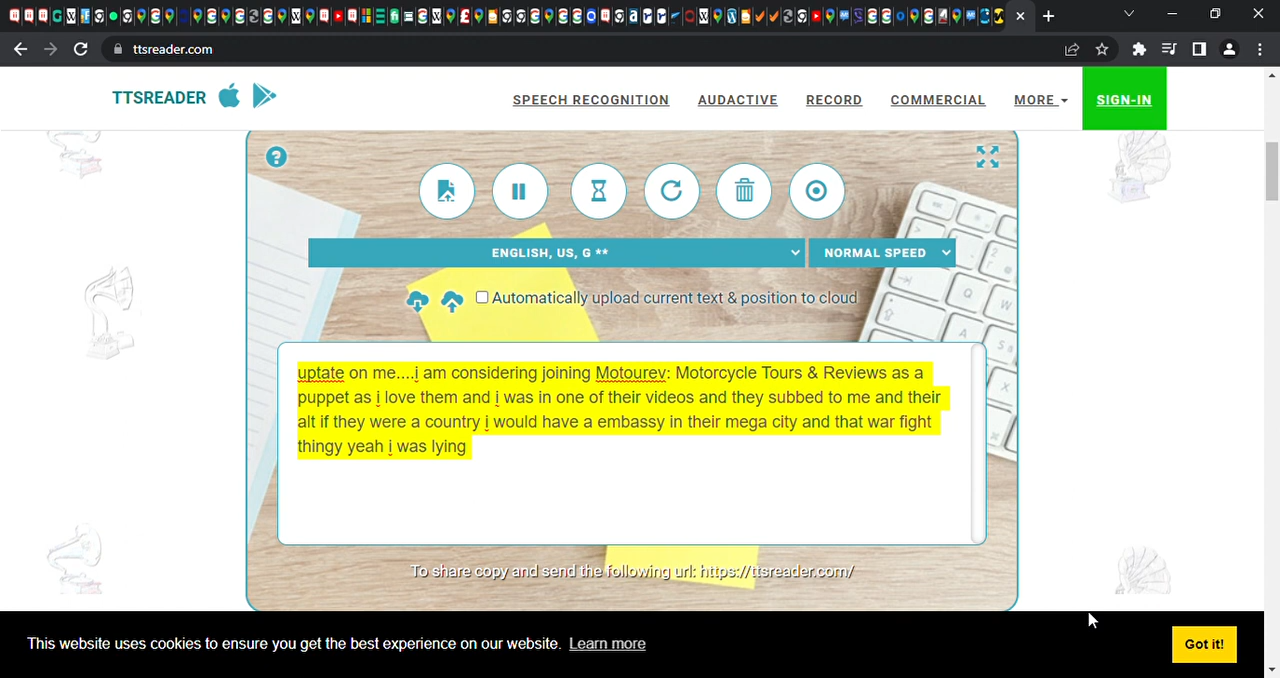 ttsreader.com
TTSREADER
SPEECH RECOGNITION AUDACTIVE RECORD COMMERCIAL MORE SIGN-IN
ENGLISH, US, G ** NORMAL SPEED
Automatically upload current text & position to cloud
uptate on me....i am considering joining Motourev: Motorcycle Tours & Reviews as a
puppet as i love them and i was in one of their videos and they subbed to me and their
alt if they were a country i would have a embassy in their mega city and that war fight
thingy yeah i was lying
To share copy and send the following url: https://ttsreader.com/
This website uses cookies to ensure you get the best experience on our website. Learn more Got it!